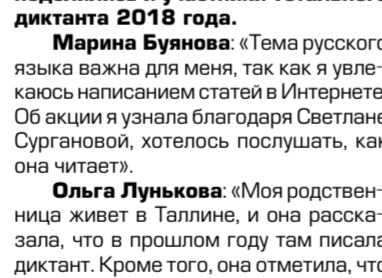 диктанта 2018 года.
Марина Буянова: «Тема русского
языка важна для меня, так как я увле-
каюсь написанием статей в Интернете
Об акции я узнала благодаря Светлане
Сургановой, хотелось послушать, как
она читает».
Ольга Лунькова: «Моя родствен-
ница живет в Таллине, и она расска-
зала, что в прошлом году там писала
диктант. Кроме того, она отметила, что